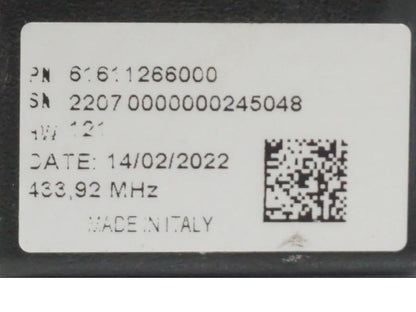 PN 61611266000
SN 2207 0000000245048
HW 121
DATE: 14/02/2022
433,92 MHz
MADE IN ITALY